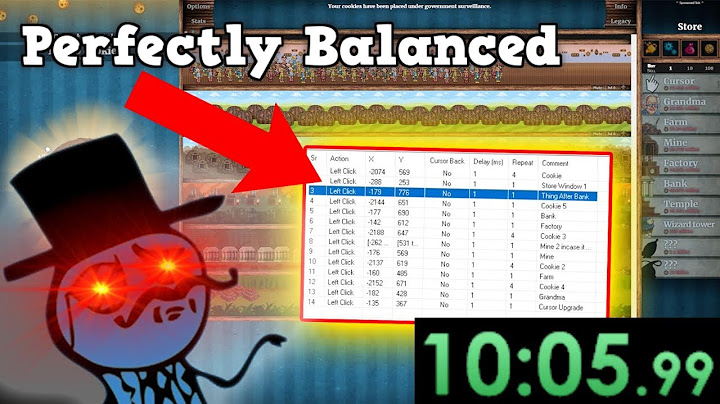 Your cookies have been placed under government surveillance.
Options
Stats
Info
Legacy
Perfectly Balanced
Store
1 10 100
Cursor
Grandma
Farm
Mine
Factory
Bank
Temple
Wizard tower
???
???
Sr Action X Y Cursor Back Delay (ms) Repeat Comment
Left Click -2074 569 No 1 4 Cookie
Left Click -288 253 No 1 1 Store Window 1
3 Left Click -179 776 No 1 1 Thing After Bank
4 Left Click -2144 651 No 1 4 Cookie 5
5 Left Click -177 690 No 1 1 Bank
6 Left Click -142 612 No 1 1 Factory
7 Left Click -2188 647 No 1 4 Cookie 3
8 Left Click [-262 ... [531 t... No 1 1 Mine 2 incase it...
9 Left Click -176 569 No 1 1 Mine
10 Left Click -2137 619 No 1 4 Cookie 2
11 Left Click -160 485 No 1 1 Farm
12 Left Click -2152 671 No 1 4 Cookie 4
13 Left Click -182 428 No 1 1 Grandma
14 Left Click -135 367 No 1 1 Cursor Upgrade
10:05.99